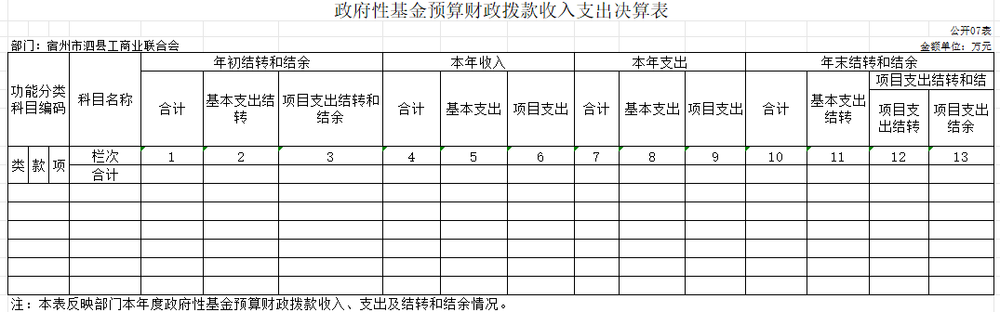 政府性基金预算财政拨款收入支出决算表
公开07表
部门：宿州市泗县工商业联合会
金额单位：万元
功能分类科目编码 科目名称 年初结转和结余 本年收入 本年支出 年末结转和结余
合计 基本支出结转 项目支出结转和结余 合计 基本支出 项目支出 合计 基本支出 项目支出 合计 基本支出结转 项目支出结转和结
项目支出结转 项目支出结余
类 款 项 栏次 1 2 3 4 5 6 7 8 9 10 11 12 13
合计
注：本表反映部门本年度政府性基金预算财政拨款收入、支出及结转和结余情况。